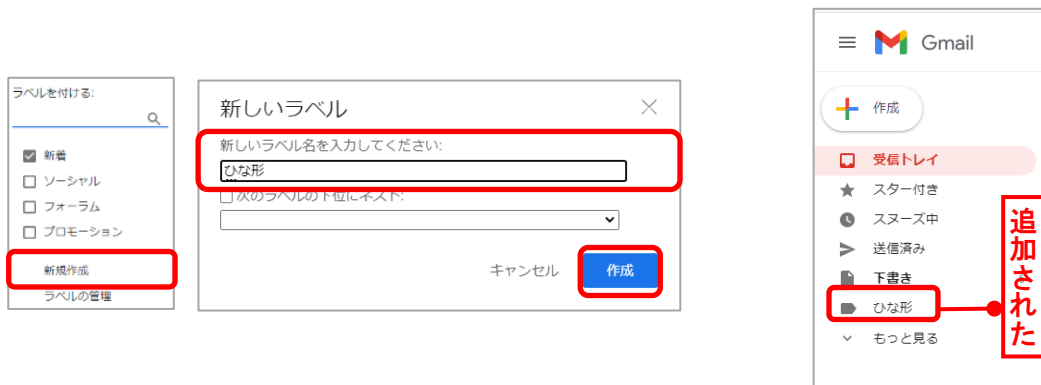 ラベルを付ける:
新着
ソーシャル
フォーラム
プロモーション
新規作成
ラベルの管理
新しいラベル
新しいラベル名を入力してください:
ひな形
次のラベルの下位にネスト:
キャンセル
作成
Gmail
作成
受信トレイ
スター付き
スヌーズ中
送信済み
下書き
ひな形
もっと見る
追加された